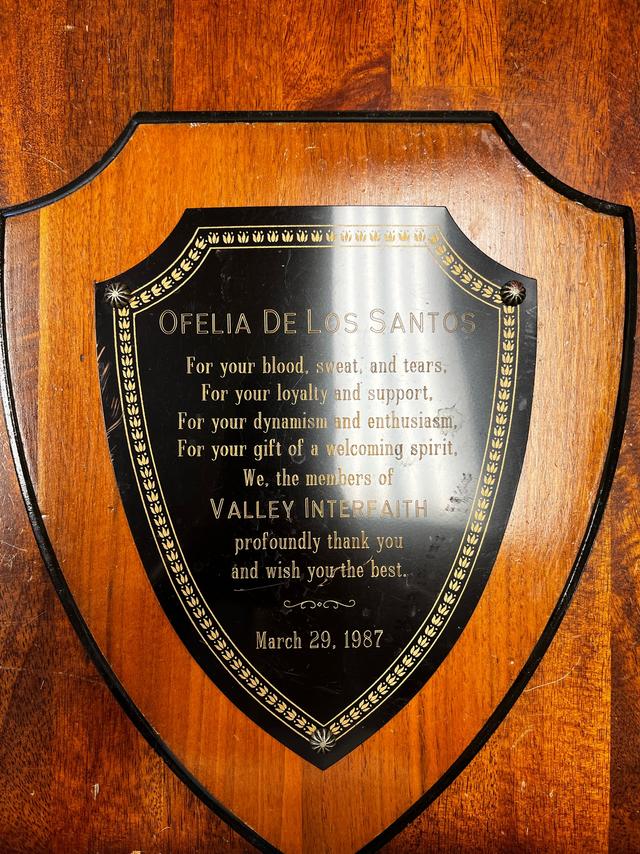 OFELIA DE LOS SANTOS
For your blood, sweat, and tears,
For your loyalty and support,
For your dynamism and enthusiasm,
For your gift of a welcoming spirit,
We, the members of
VALLEY INTERFAITH
profoundly thank you
and wish you the best.
March 29, 1987